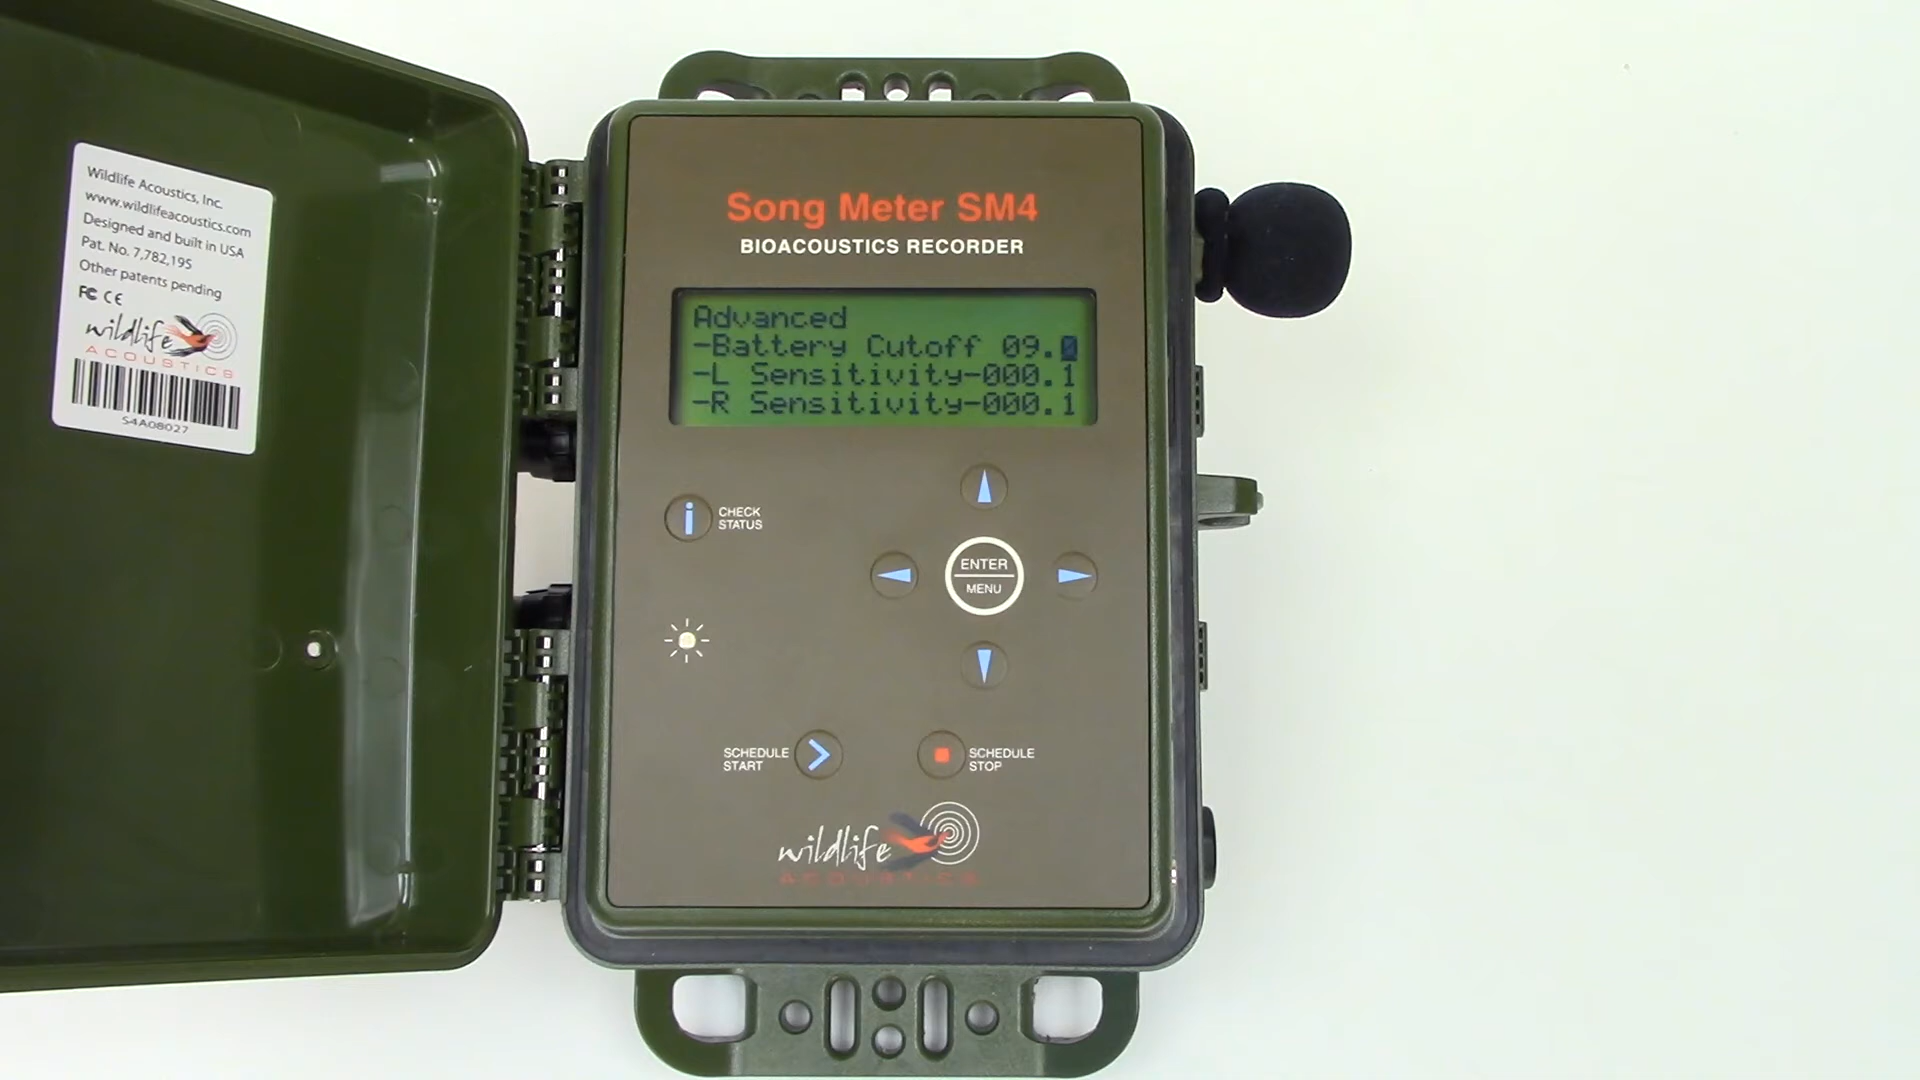 Wildlife Acoustics, Inc.
www.wildlifeacoustics.com
Designed and built in USA
Pat. No. 7,782,195
Other patents pending
FC CE
wildlife
ACOUSTICS
S4A08027
Song Meter SM4
BIOACOUSTICS RECORDER
Advanced
-Battery Cutoff 09.0
-L Sensitivity-000.1
-R Sensitivity-000.1
i
CHECK
STATUS
ENTER
MENU
SCHEDULE
START
SCHEDULE
STOP
wildlife
ACOUSTICS